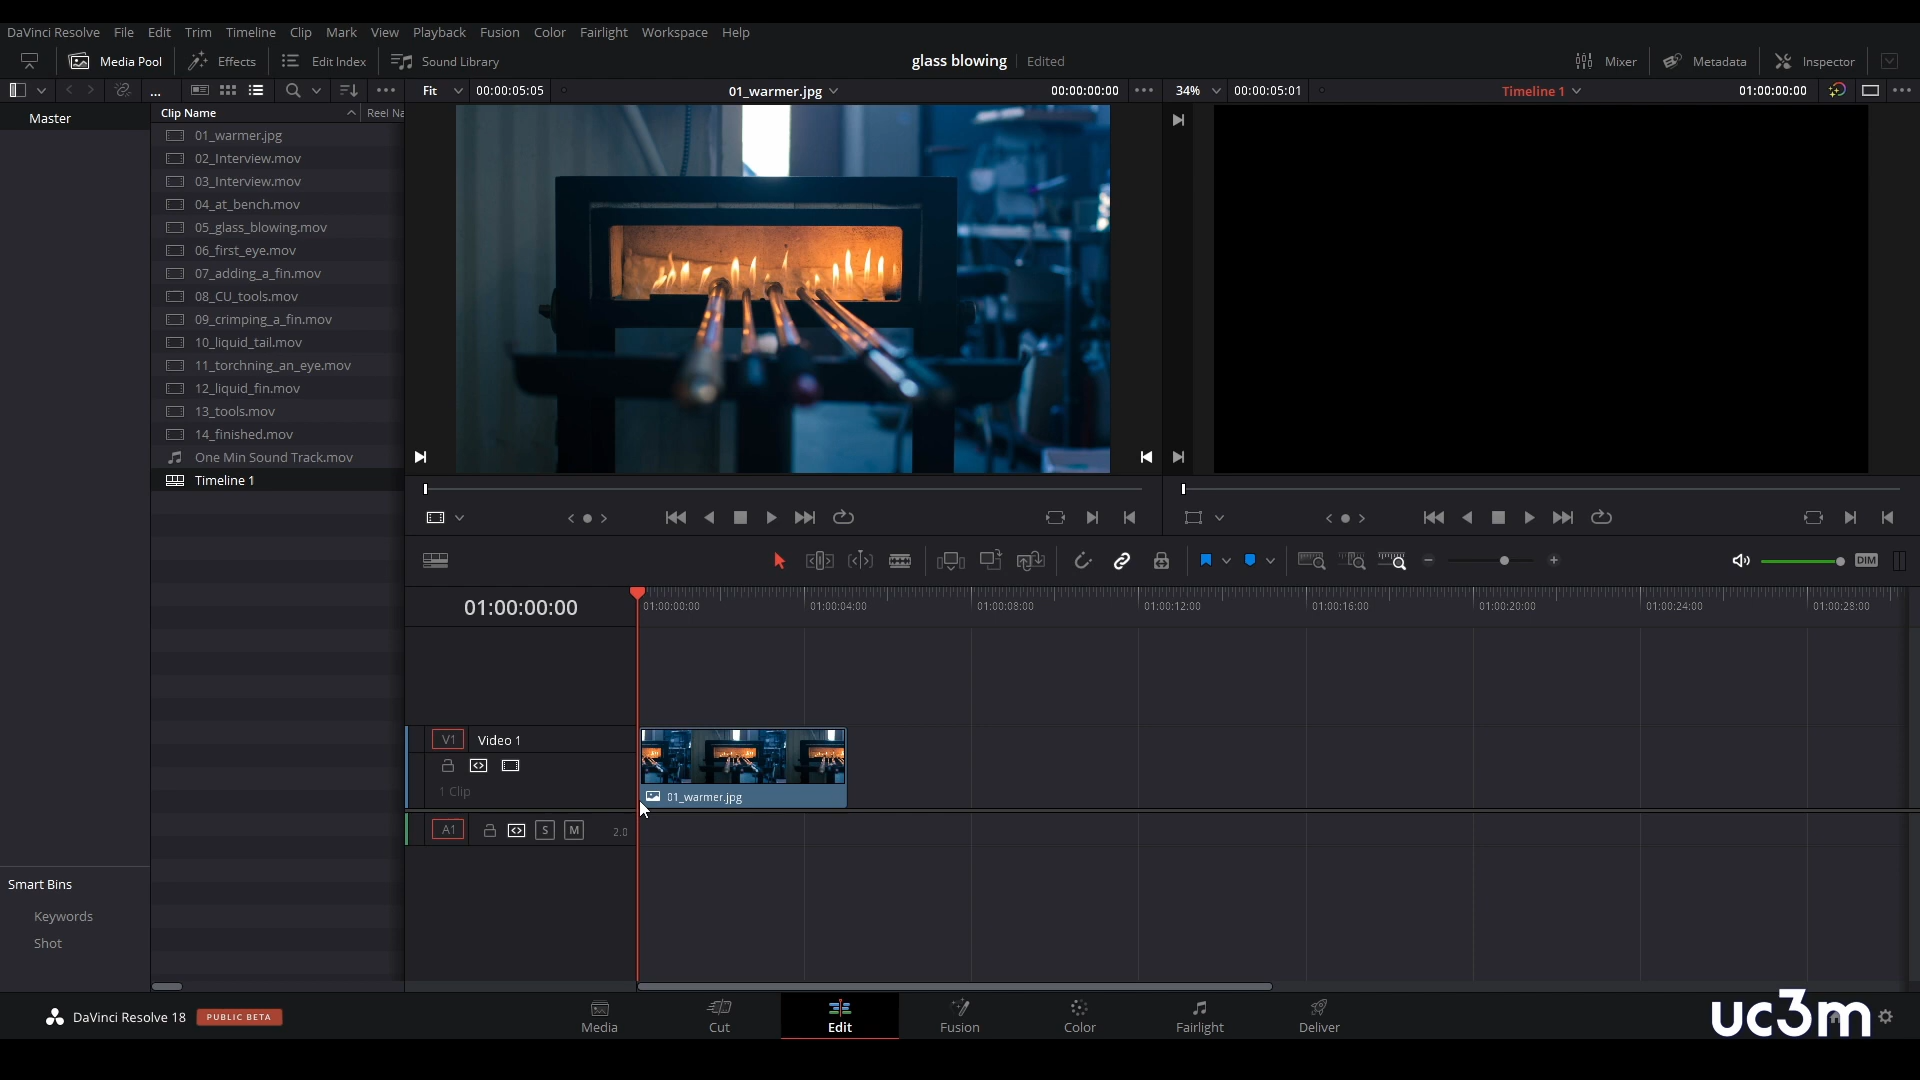 DaVinci Resolve File Edit Trim Timeline Clip Mark View Playback Fusion Color Fairlight Workspace Help
Media Pool Effects Edit Index Sound Library glass blowing Edited Mixer Metadata Inspector
... Fit 00:00:05:05 01_warmer.jpg 00:00:00:00 34% 00:00:05:01 Timeline 1 01:00:00:00
Master
Clip Name Reel Na
01_warmer.jpg
02_Interview.mov
03_Interview.mov
04_at_bench.mov
05_glass_blowing.mov
06_first_eye.mov
07_adding_a_fin.mov
08_CU_tools.mov
09_crimping_a_fin.mov
10_liquid_tail.mov
11_torchning_an_eye.mov
12_liquid_fin.mov
13_tools.mov
14_finished.mov
One Min Sound Track.mov
Timeline 1
DIM
01:00:00:00
01:00:00:00 01:00:04:00 01:00:08:00 01:00:12:00 01:00:16:00 01:00:20:00 01:00:24:00 01:00:28:00
V1 Video 1
1 Clip
01_warmer.jpg
A1 S M 2.0
Smart Bins
Keywords
Shot
DaVinci Resolve 18 PUBLIC BETA
Media Cut Edit Fusion Color Fairlight Deliver
uc3m